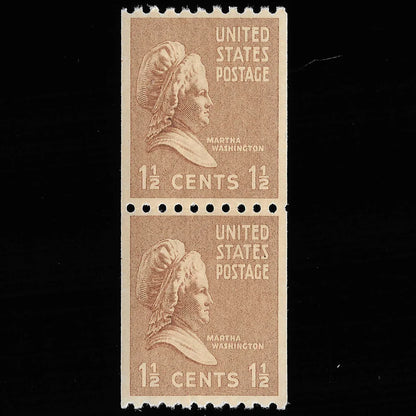 UNITED
STATES
POSTAGE
MARTHA
WASHINGTON
1½ CENTS 1½
UNITED
STATES
POSTAGE
MARTHA
WASHINGTON
1½ CENTS 1½